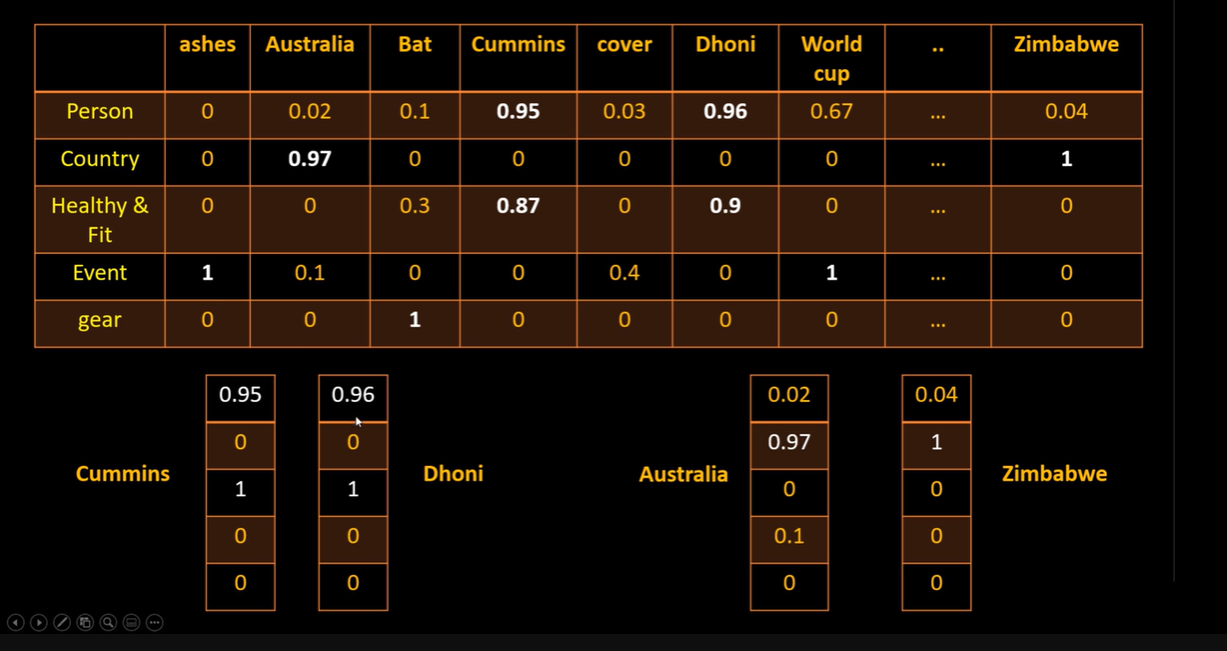 ashes Australia Bat Cummins cover Dhoni World cup .. Zimbabwe
Person 0 0.02 0.1 0.95 0.03 0.96 0.67 ... 0.04
Country 0 0.97 0 0 0 0 0 ... 1
Healthy & Fit 0 0 0.3 0.87 0 0.9 0 ... 0
Event 1 0.1 0 0 0.4 0 1 ... 0
gear 0 0 1 0 0 0 0 ... 0
0.95 0.96 0.02 0.04
0 0 0.97 1
Cummins Dhoni Australia Zimbabwe
1 1 0 0
0 0 0.1 0
0 0 0 0